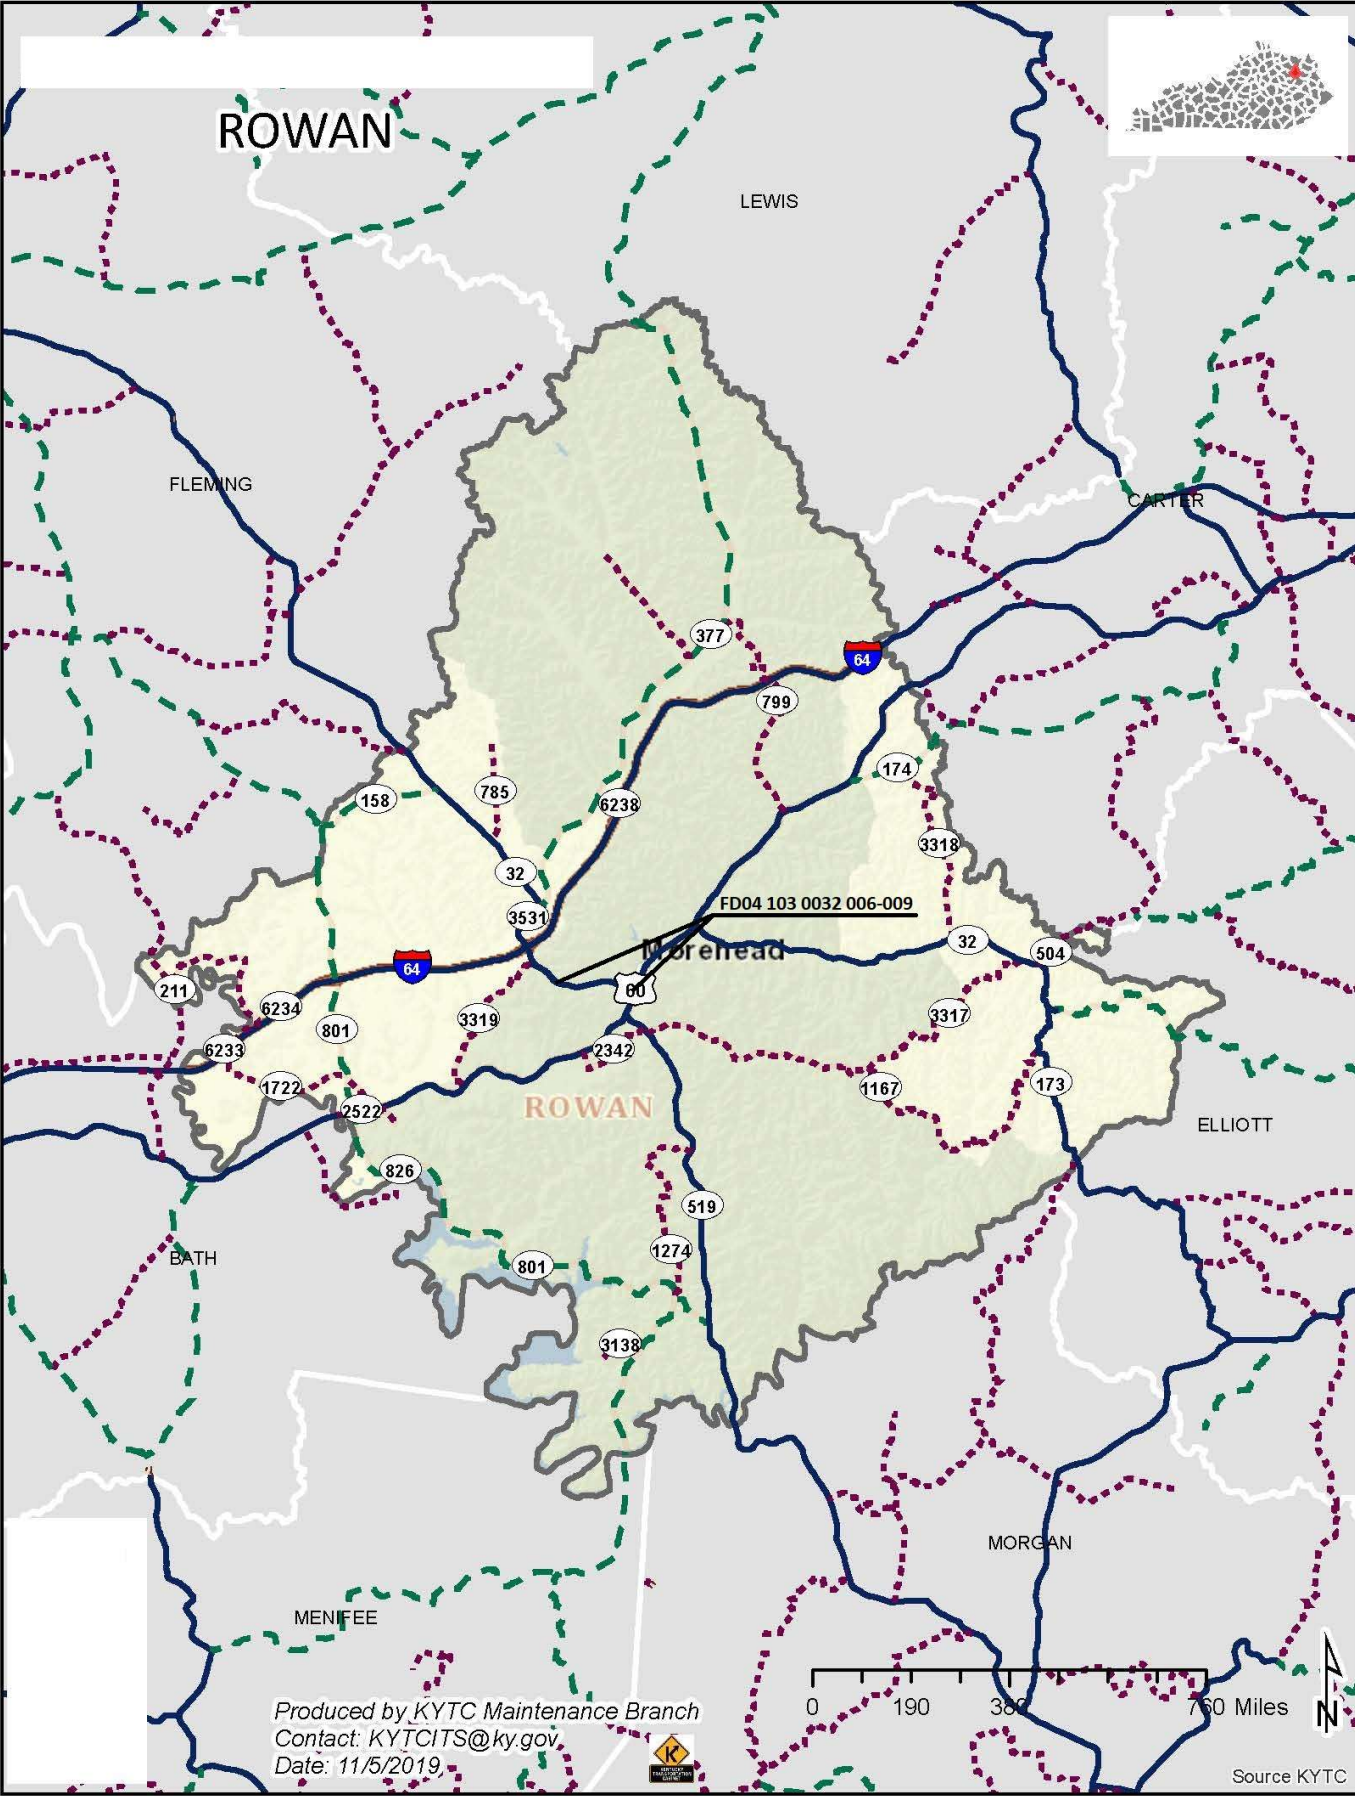 ROWAN
LEWIS
FLEMING
CARTER
377
64
799
174
158
785
6238
3318
32
FD04 103 0032 006-009
3531
Morehead
32
504
64
211
60
6234
801
3319
3317
6233
2342
1722
1167
173
2522
ROWAN
ELLIOTT
826
519
BATH
1274
801
3138
MORGAN
MENIFEE
0 190 380 760 Miles
N
Produced by KYTC Maintenance Branch
Contact: KYTCITS@ky.gov
Date: 11/5/2019
K
KENTUCKY
TRANSPORTATION
CABINET
Source KYTC